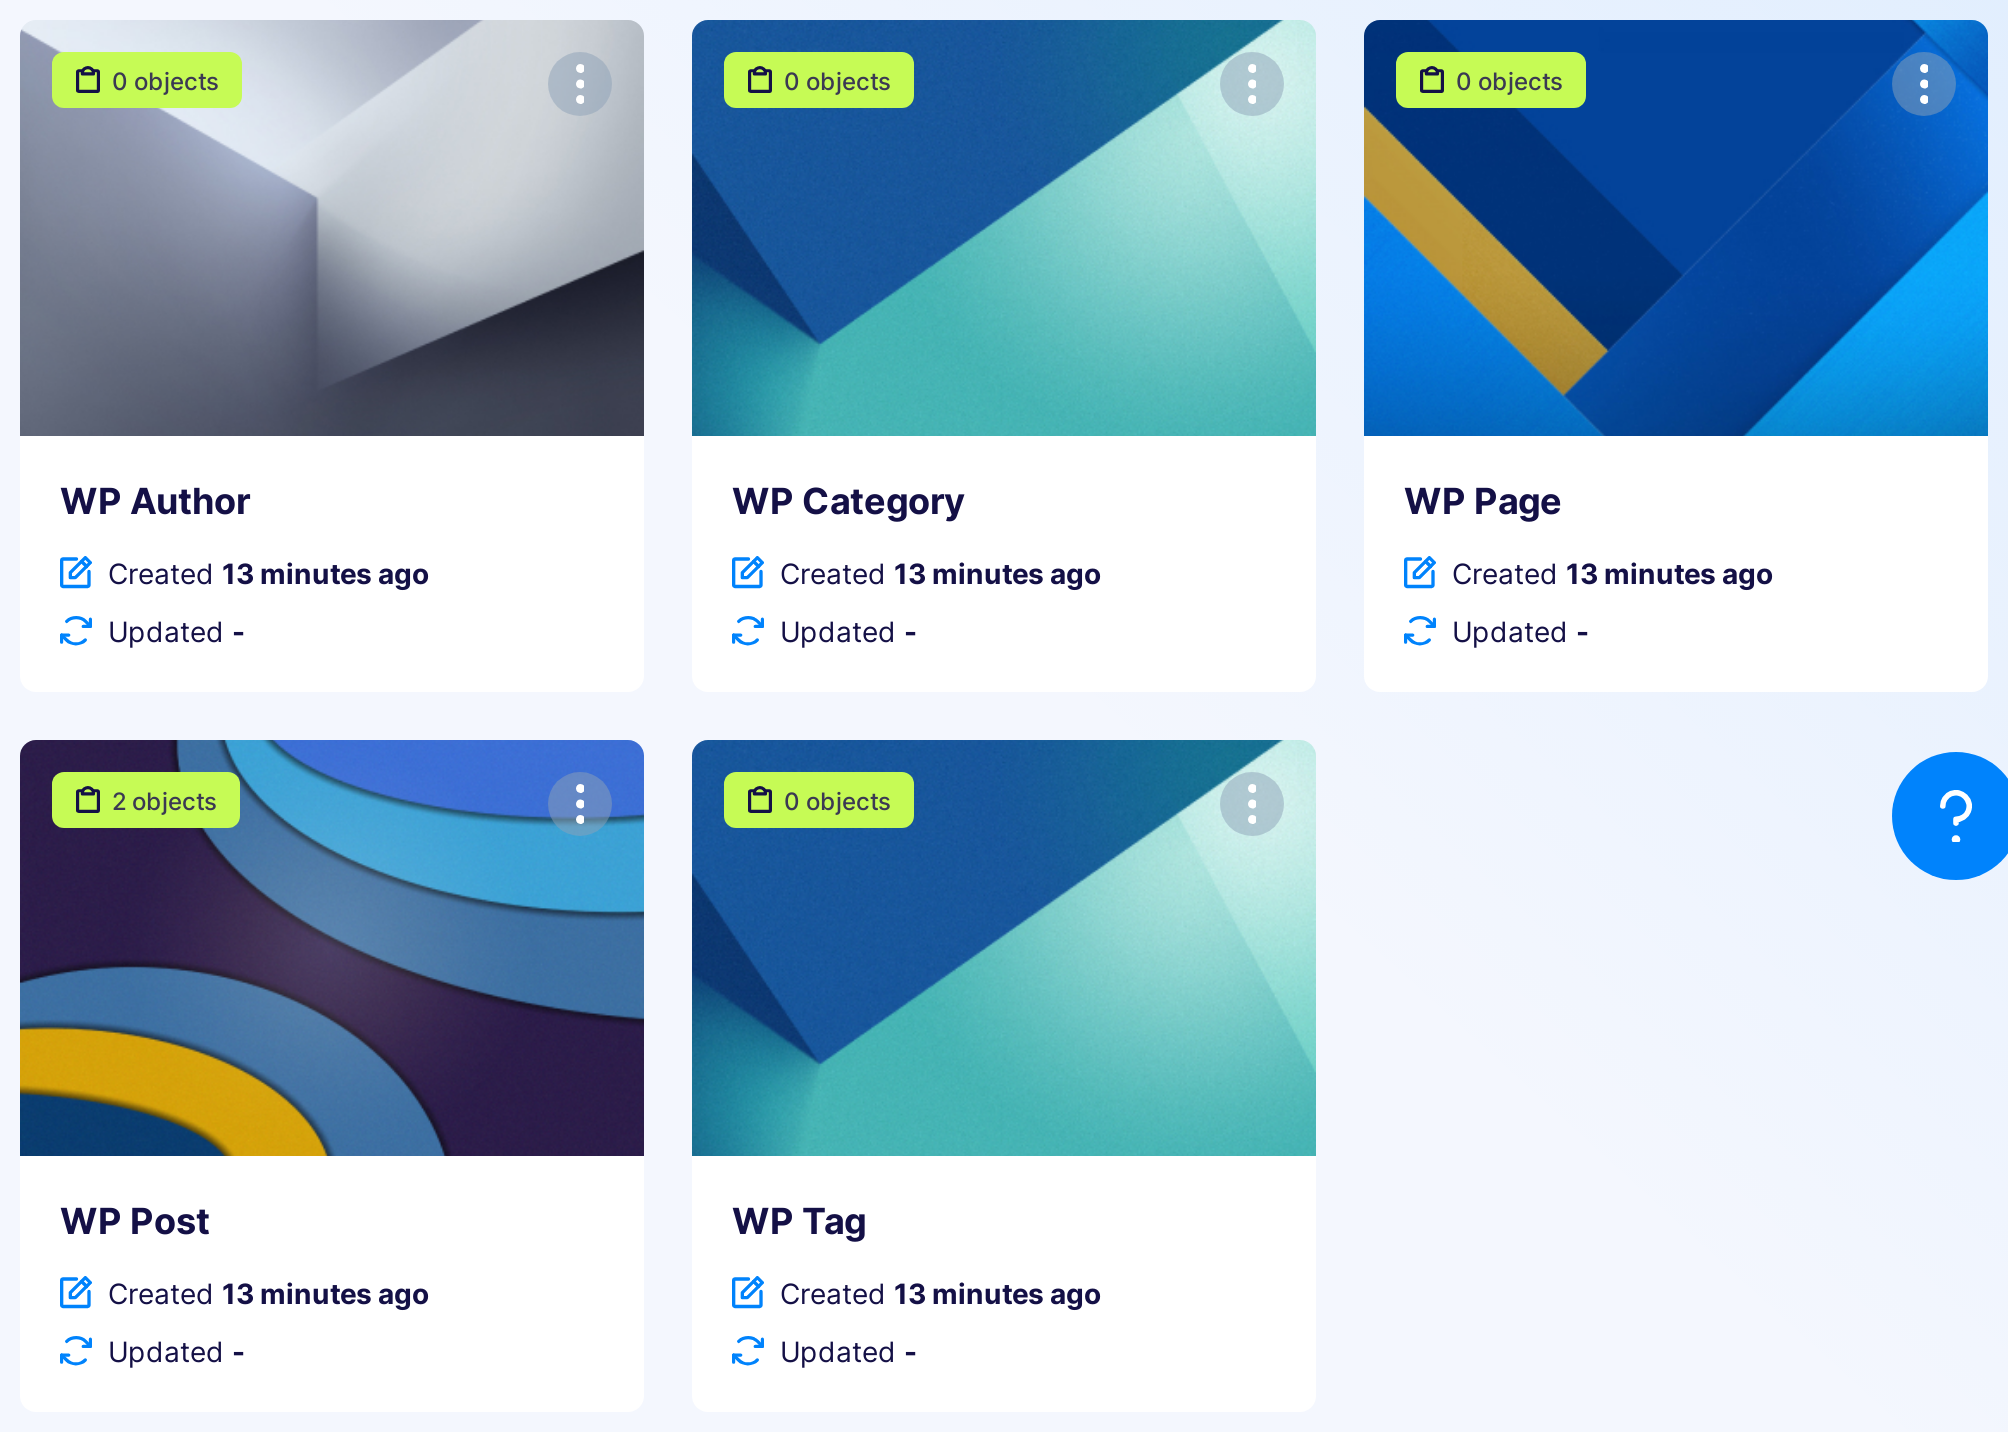 0 objects
WP Author
Created 13 minutes ago
Updated -
0 objects
WP Category
Created 13 minutes ago
Updated -
0 objects
WP Page
Created 13 minutes ago
Updated -
2 objects
WP Post
Created 13 minutes ago
Updated -
0 objects
WP Tag
Created 13 minutes ago
Updated -
?